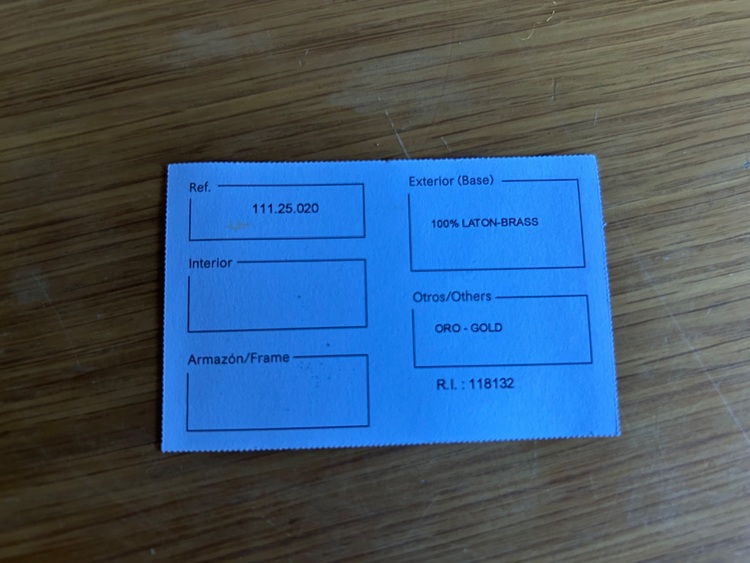 Ref.
111.25.020
Interior
Armazón/Frame
Exterior (Base)
100% LATON-BRASS
Otros/Others
ORO - GOLD
R.I. : 118132